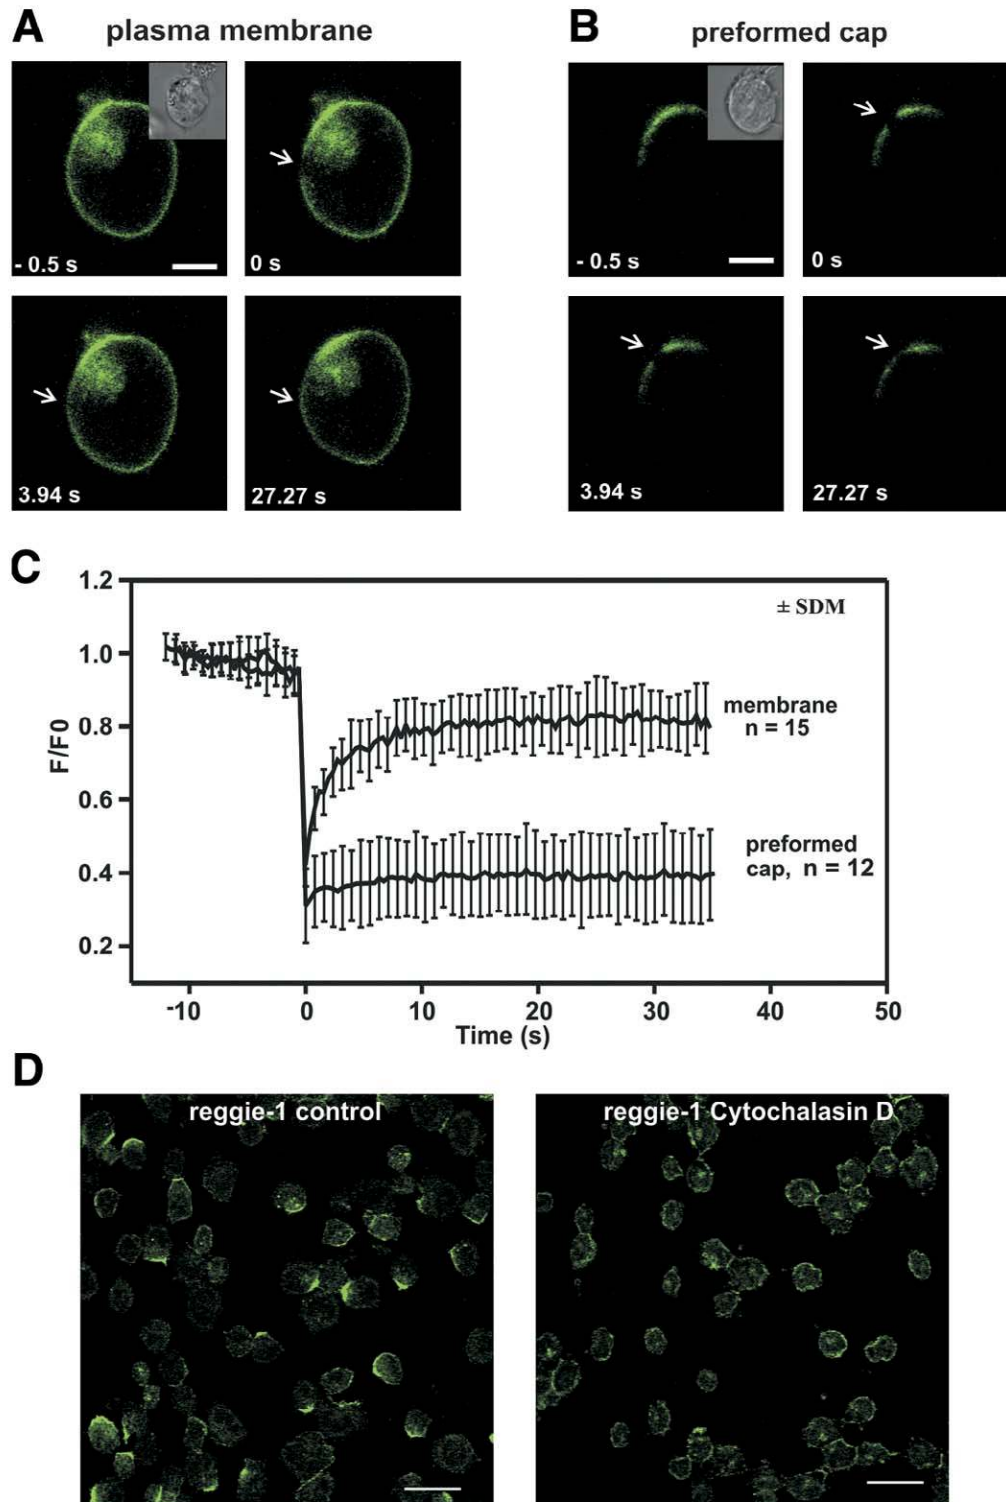 A
plasma membrane
- 0.5 s
0 s
3.94 s
27.27 s
B
preformed cap
- 0.5 s
0 s
3.94 s
27.27 s
C
F/F0
1.2
1.0
0.8
0.6
0.4
0.2
± SDM
membrane
n = 15
preformed
cap, n = 12
-10 0 10 20 30 40 50
Time (s)
D
reggie-1 control
reggie-1 Cytochalasin D